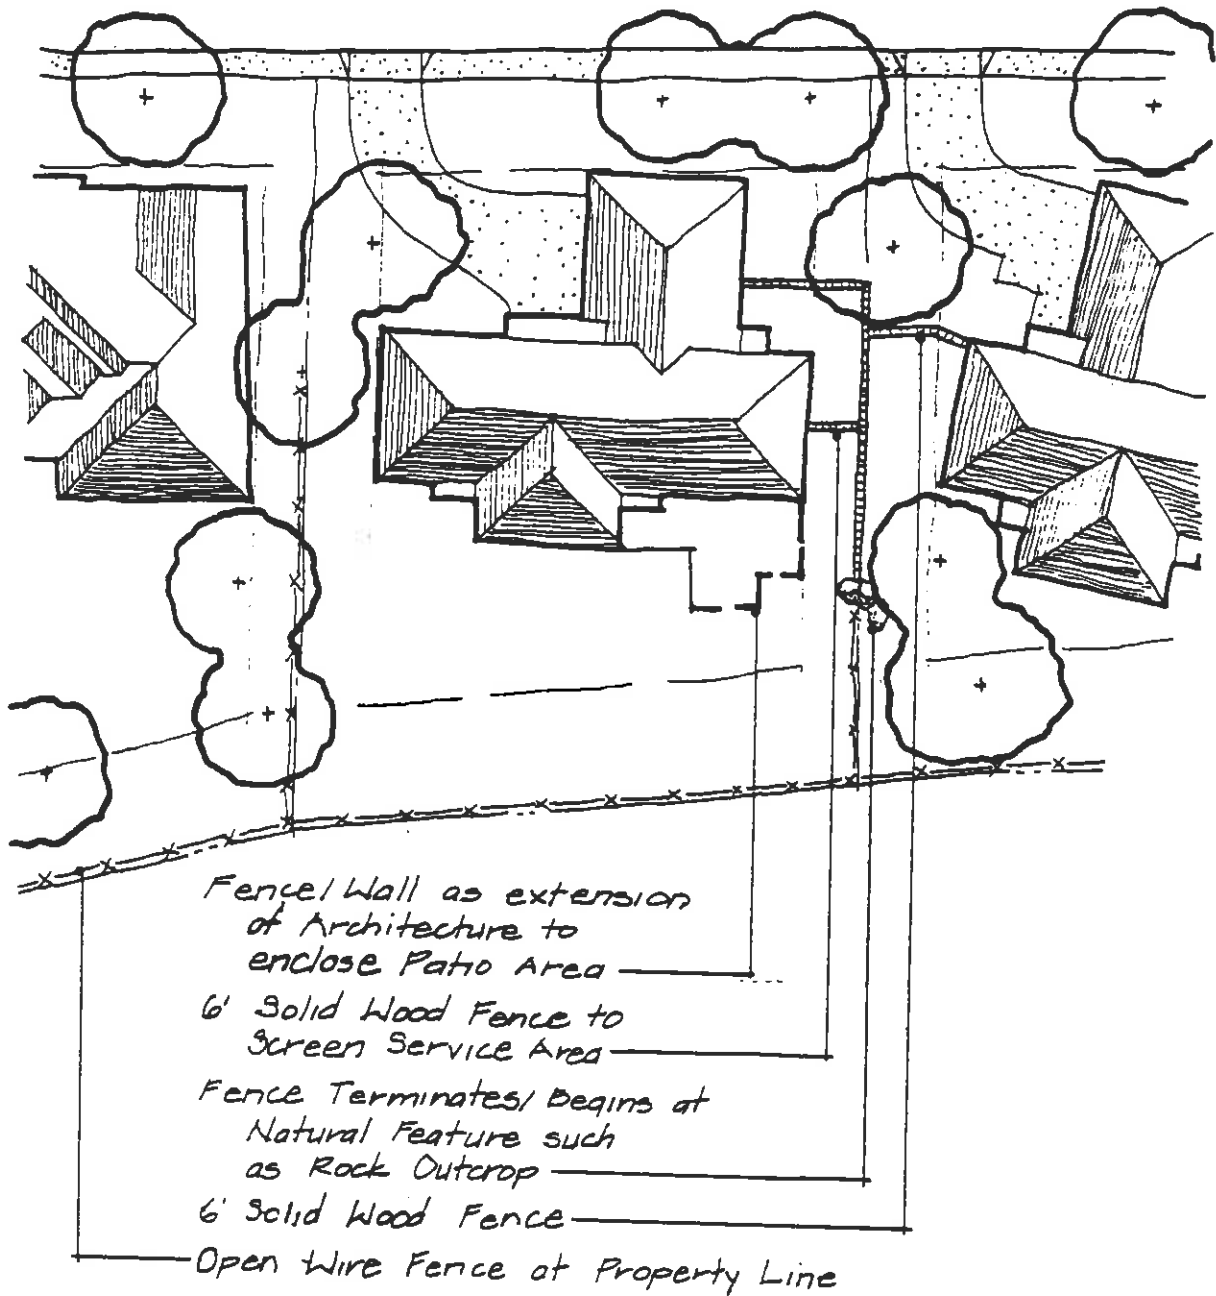 Fence/Wall as extension
of Architecture to
enclose Patio Area
6' Solid Wood Fence to
Screen Service Area
Fence Terminates/Begins at
Natural Feature such
as Rock Outcrop
6' Solid Wood Fence
Open Wire Fence at Property Line